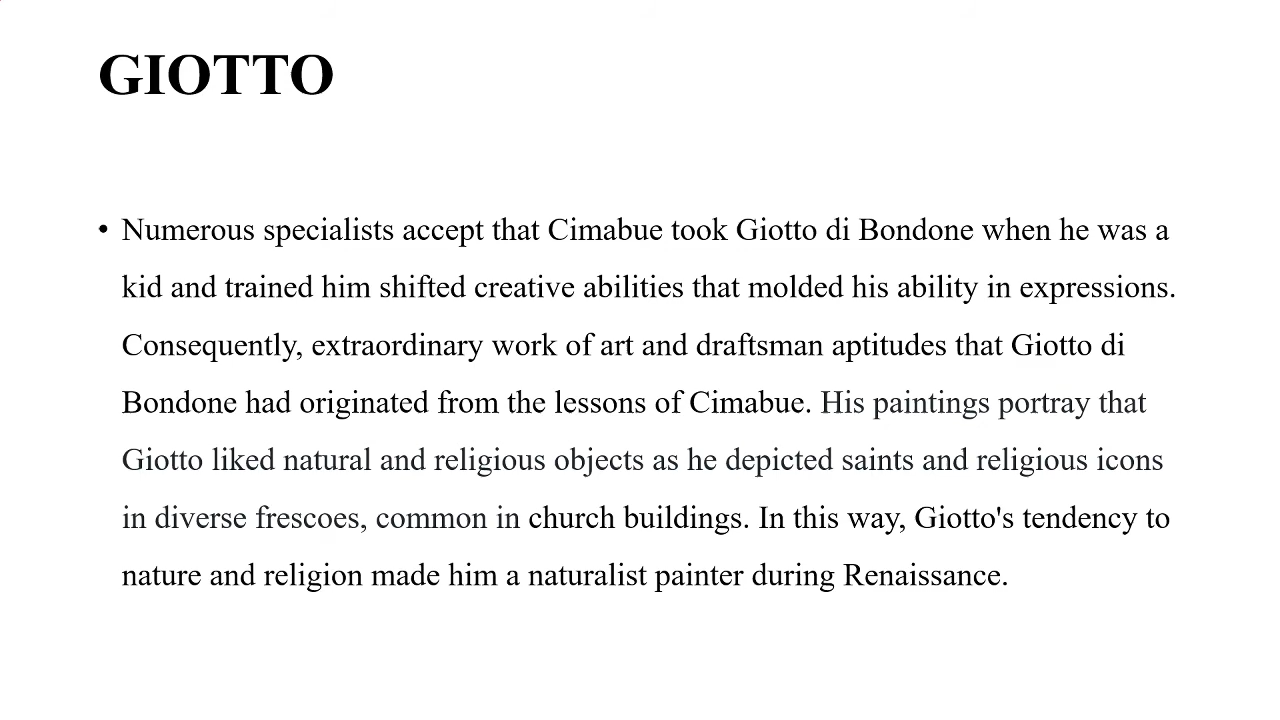 GIOTTO
• Numerous specialists accept that Cimabue took Giotto di Bondone when he was a
kid and trained him shifted creative abilities that molded his ability in expressions.
Consequently, extraordinary work of art and draftsman aptitudes that Giotto di
Bondone had originated from the lessons of Cimabue. His paintings portray that
Giotto liked natural and religious objects as he depicted saints and religious icons
in diverse frescoes, common in church buildings. In this way, Giotto's tendency to
nature and religion made him a naturalist painter during Renaissance.